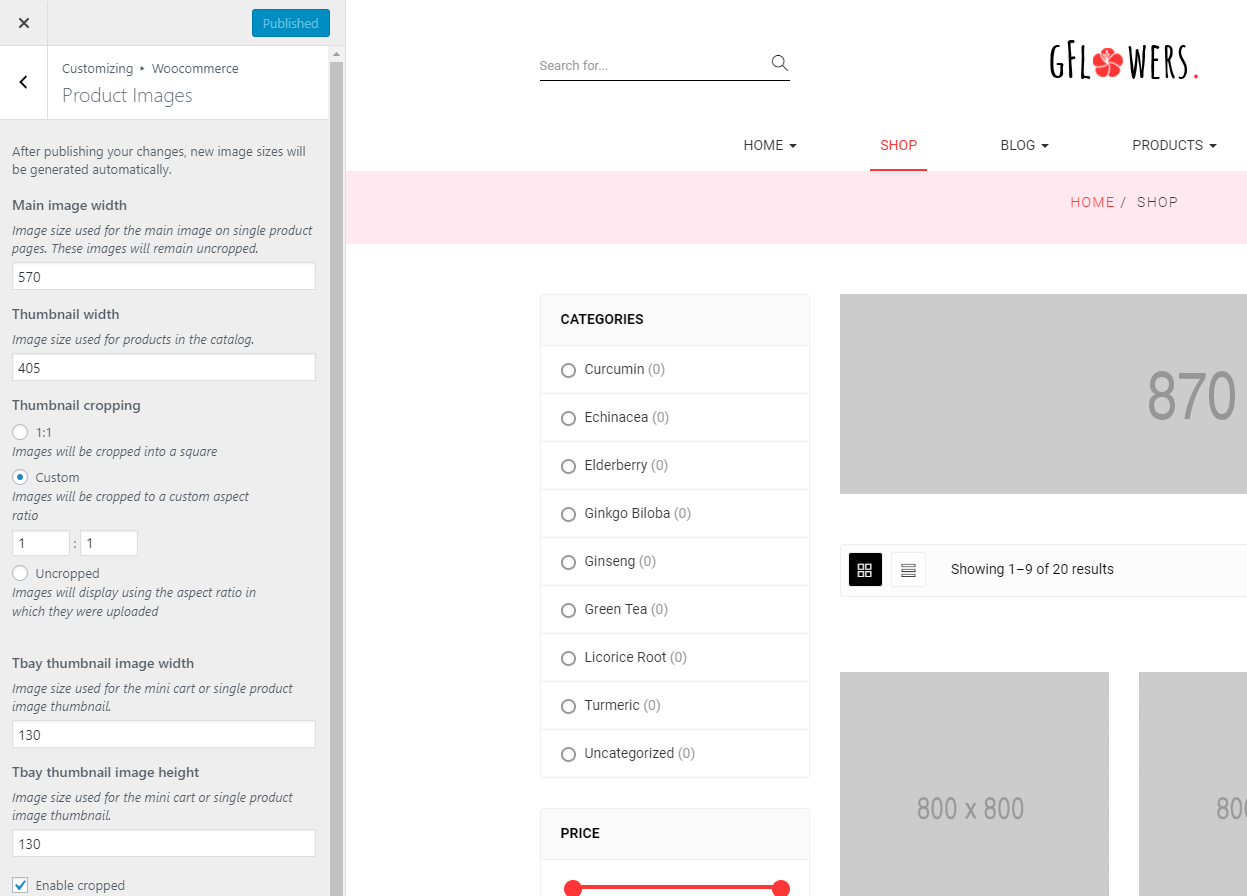 Published
Customizing ▸ Woocommerce
Product Images
After publishing your changes, new image sizes will
be generated automatically.
Main image width
Image size used for the main image on single product
pages. These images will remain uncropped.
570
Thumbnail width
Image size used for products in the catalog.
405
Thumbnail cropping
1:1
Images will be cropped into a square
Custom
Images will be cropped to a custom aspect
ratio
1 : 1
Uncropped
Images will display using the aspect ratio in
which they were uploaded
Tbay thumbnail image width
Image size used for the mini cart or single product
image thumbnail.
130
Tbay thumbnail image height
Image size used for the mini cart or single product
image thumbnail.
130
Enable cropped
Search for...
GFLOWERS.
HOME SHOP BLOG PRODUCTS
HOME / SHOP
CATEGORIES
Curcumin (0)
Echinacea (0)
Elderberry (0)
Ginkgo Biloba (0)
Ginseng (0)
Green Tea (0)
Licorice Root (0)
Turmeric (0)
Uncategorized (0)
PRICE
870
Showing 1–9 of 20 results
800 x 800